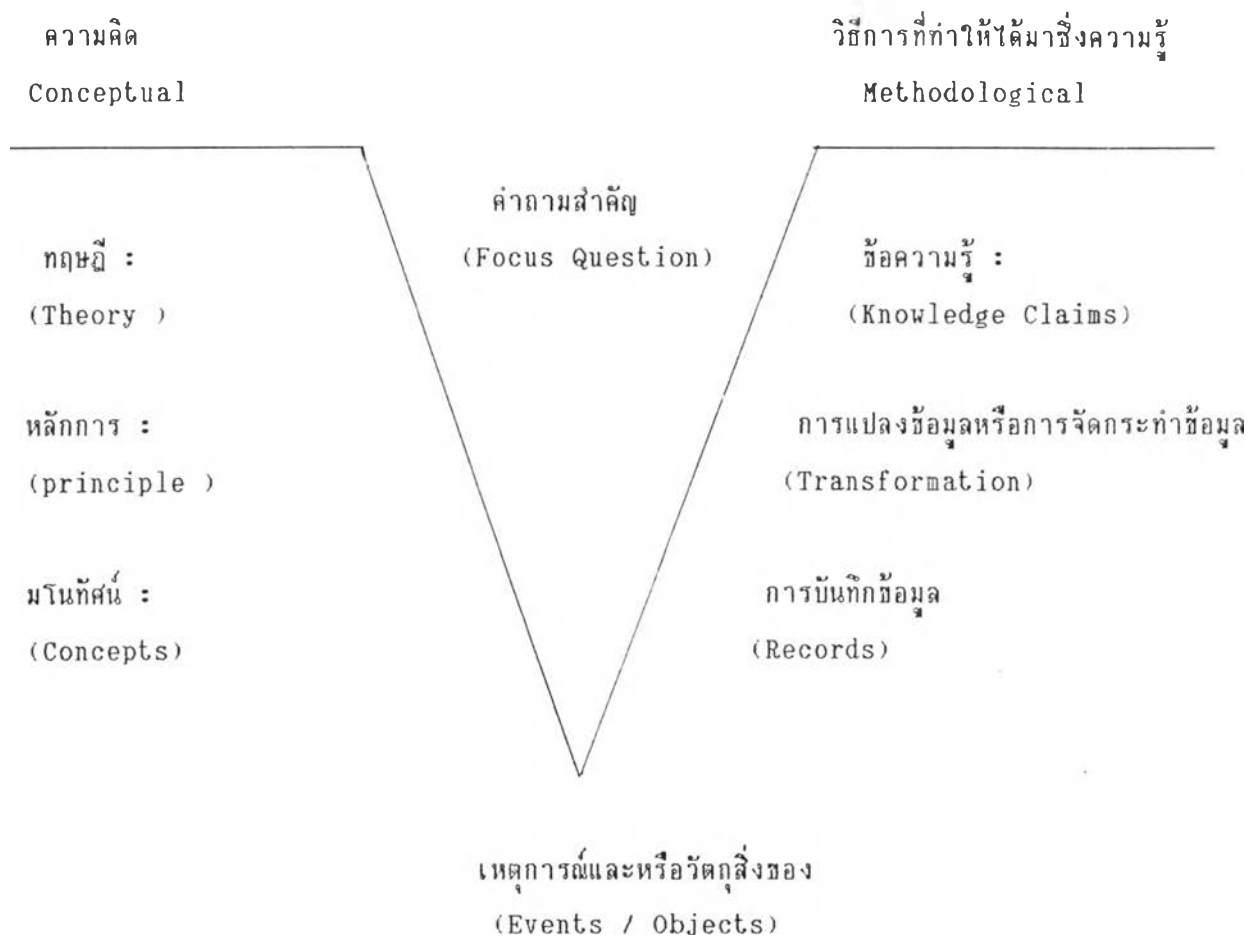 ความคิด
Conceptual
วิธีการที่ทำให้ได้มาซึ่งความรู้
Methodological
คำถามสำคัญ
(Focus Question)
ทฤษฎี :
(Theory )
ข้อความรู้ :
(Knowledge Claims)
หลักการ :
(principle )
การแปลงข้อมูลหรือการจัดกระทำข้อมูล
(Transformation)
มโนทัศน์ :
(Concepts)
การบันทึกข้อมูล
(Records)
เหตุการณ์และหรือวัตถุสิ่งของ
(Events / Objects)